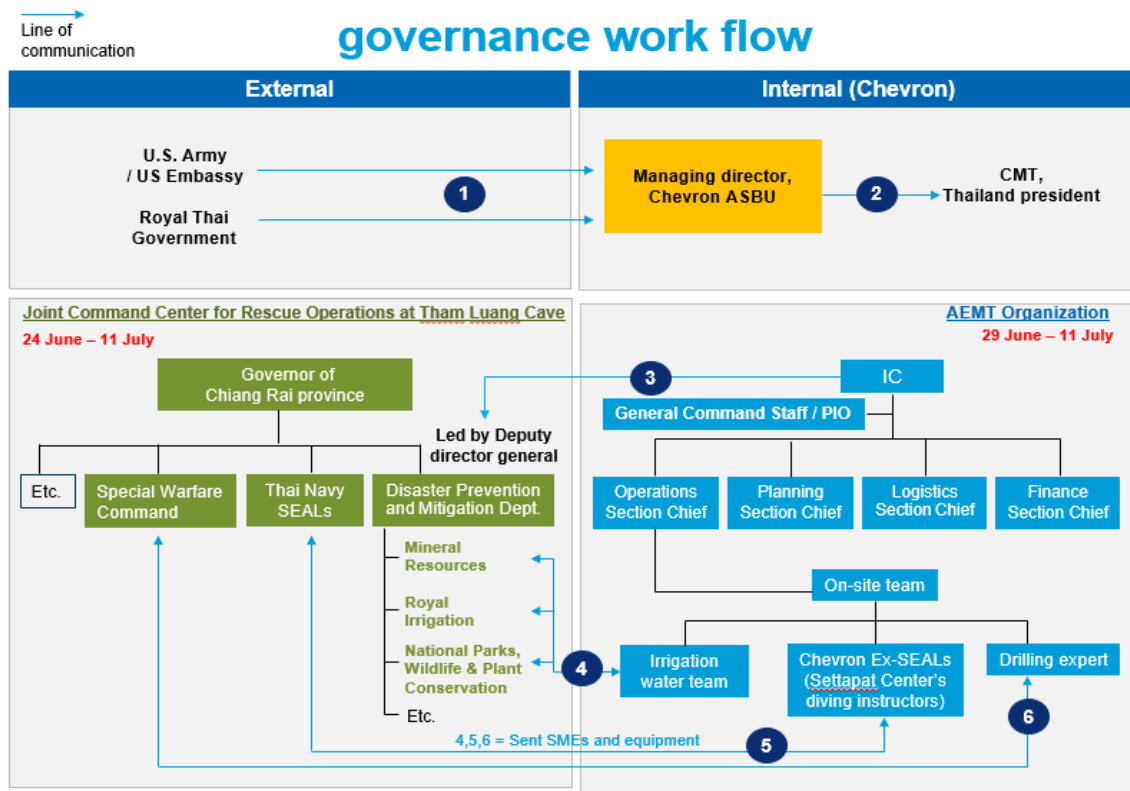 Line of
communication
governance work flow
External
Internal (Chevron)
U.S. Army
/ US Embassy
Royal Thai
Government
1
Managing director,
Chevron ASBU
2
CMT,
Thailand president
Joint Command Center for Rescue Operations at Tham Luang Cave
24 June – 11 July
AEMT Organization
29 June – 11 July
Governor of
Chiang Rai province
3
IC
General Command Staff / PIO
Led by Deputy
director general
Etc.
Special Warfare
Command
Thai Navy
SEALs
Disaster Prevention
and Mitigation Dept.
Operations
Section Chief
Planning
Section Chief
Logistics
Section Chief
Finance
Section Chief
Mineral
Resources
Royal
Irrigation
National Parks,
Wildlife & Plant
Conservation
Etc.
On-site team
4
Irrigation
water team
Chevron Ex-SEALs
(Settapat Center's
diving instructors)
Drilling expert
6
4,5,6 = Sent SMEs and equipment
5